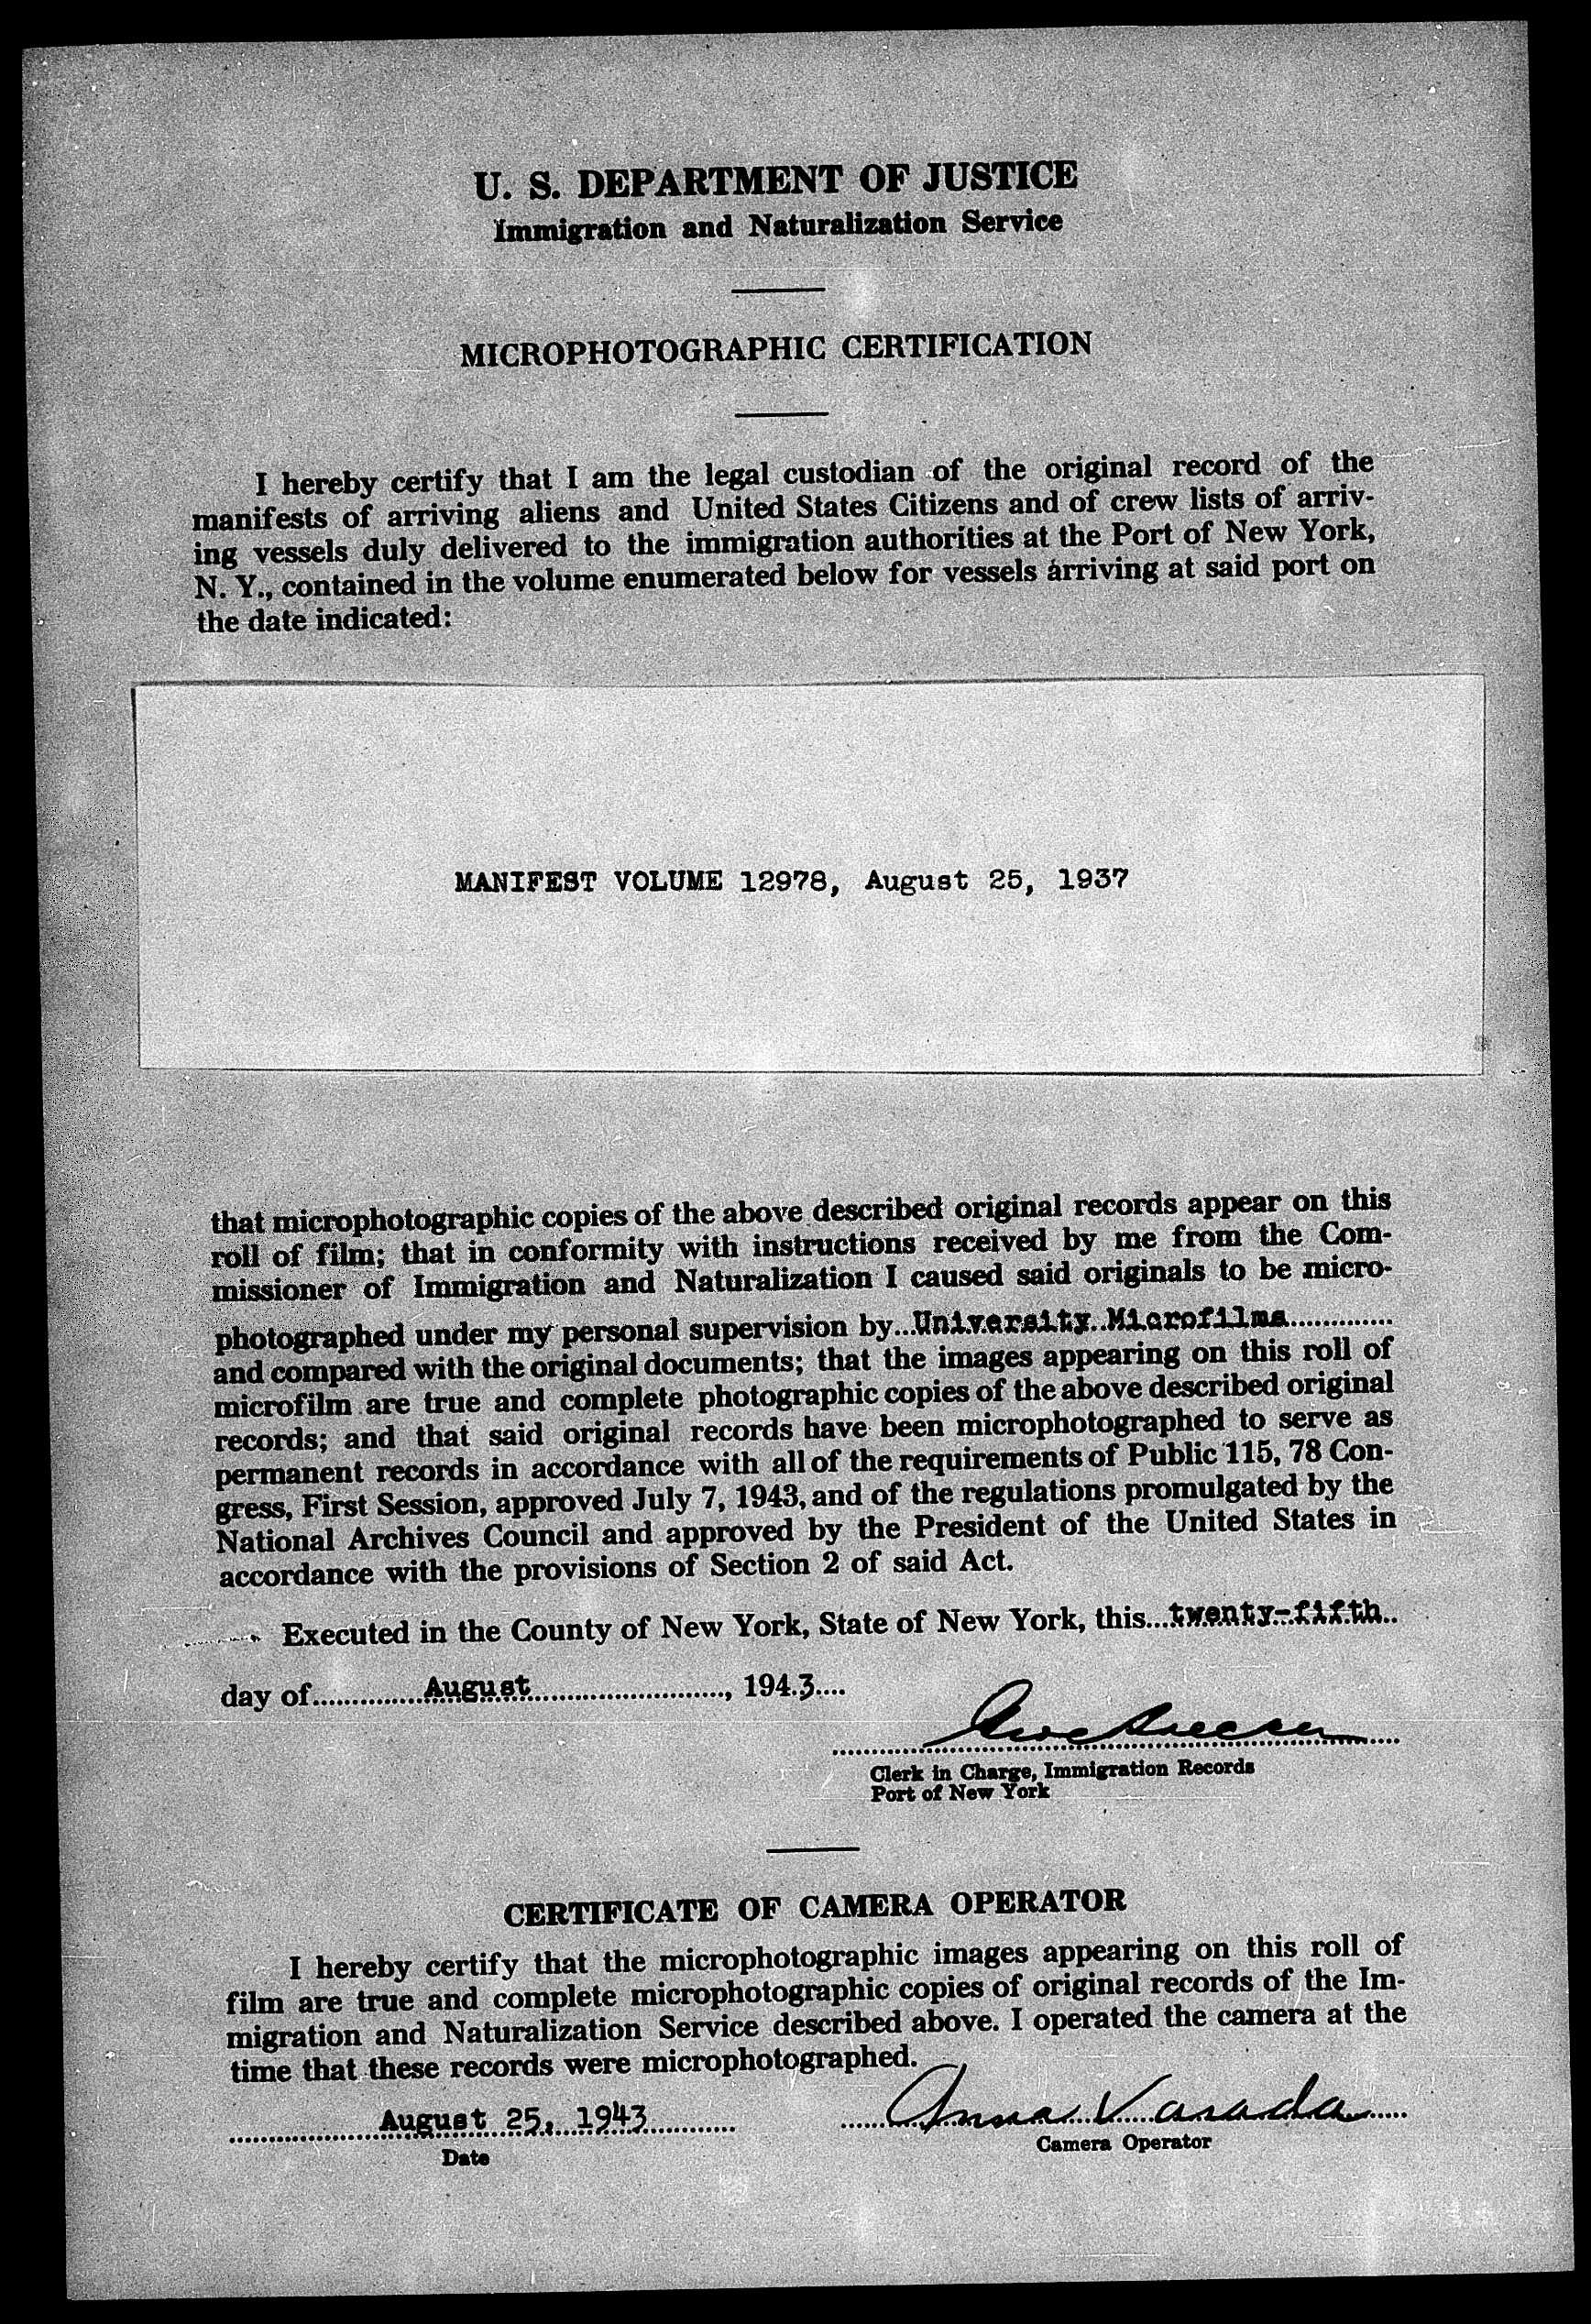 U. S. DEPARTMENT OF JUSTICE
Immigration and Naturalization Service
MICROPHOTOGRAPHIC CERTIFICATION
I hereby certify that I am the legal custodian of the original record of the
manifests of arriving aliens and United States Citizens and of crew lists of arriv-
ing vessels duly delivered to the immigration authorities at the Port of New York,
N. Y., contained in the volume enumerated below for vessels arriving at said port on
the date indicated:
MANIFEST VOLUME 12978, August 25, 1937
that microphotographic copies of the above described original records appear on this
roll of film; that in conformity with instructions received by me from the Com-
missioner of Immigration and Naturalization I caused said originals to be micro-
photographed under my personal supervision by...University Microfilms.............
and compared with the original documents; that the images appearing on this roll of
microfilm are true and complete photographic copies of the above described original
records; and that said original records have been microphotographed to serve as
permanent records in accordance with all of the requirements of Public 115, 78 Con-
gress, First Session, approved July 7, 1943, and of the regulations promulgated by the
National Archives Council and approved by the President of the United States in
accordance with the provisions of Section 2 of said Act.
Executed in the County of New York, State of New York, this...twenty-fifth..
day of..............August........................., 194.3....
Clerk in Charge, Immigration Records
Port of New York
CERTIFICATE OF CAMERA OPERATOR
I hereby certify that the microphotographic images appearing on this roll of
film are true and complete microphotographic copies of original records of the Im-
migration and Naturalization Service described above. I operated the camera at the
time that these records were microphotographed.
August 25, 1943 Anna Varada
Date
Camera Operator